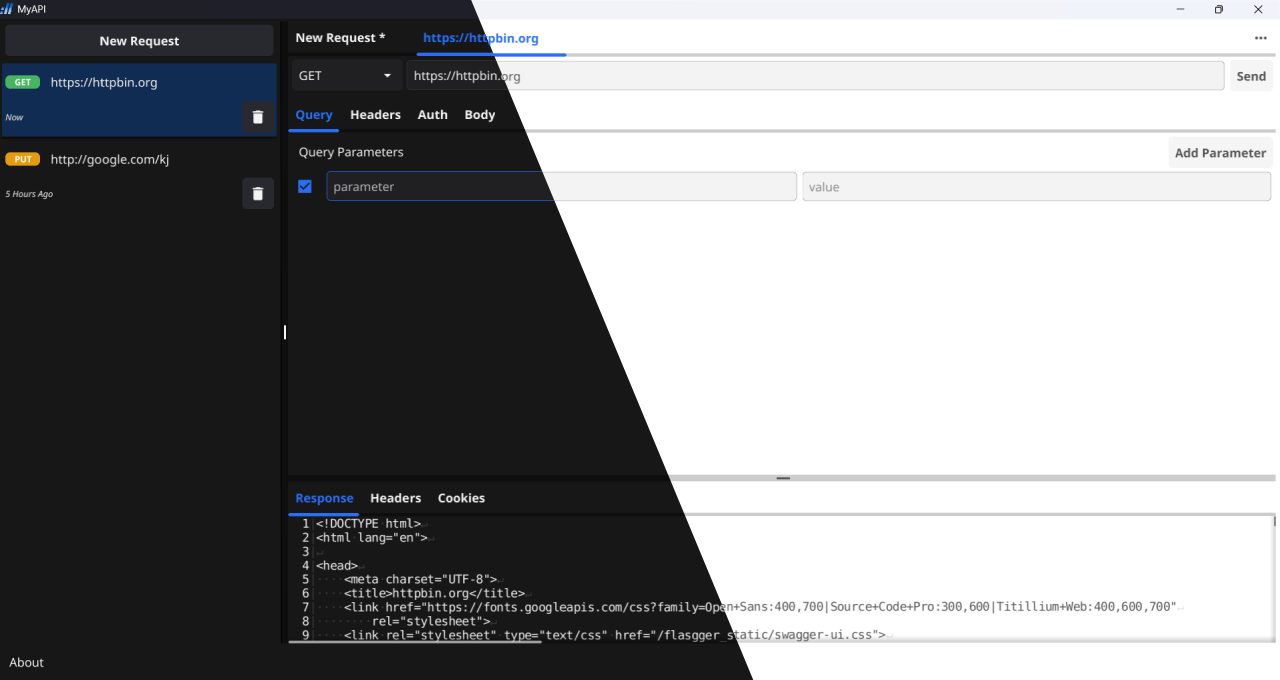 MyAPI
New Request
GET https://httpbin.org
Now
PUT http://google.com/kj
5 Hours Ago
About
New Request * https://httpbin.org
GET https://httpbin.org Send
Query Headers Auth Body
Query Parameters Add Parameter
parameter value
Response Headers Cookies
1 <!DOCTYPE html>
2 <html lang="en">
3
4 <head>
5 <meta charset="UTF-8">
6 <title>httpbin.org</title>
7 <link href="https://fonts.googleapis.com/css?family=Open+Sans:400,700|Source+Code+Pro:300,600|Titillium+Web:400,600,700"
8 rel="stylesheet">
9 <link rel="stylesheet" type="text/css" href="/flasgger_static/swagger-ui.css">